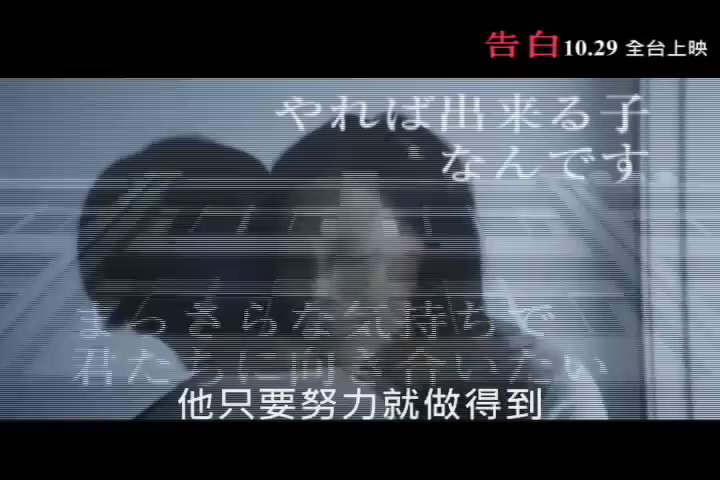 告白10.29 全台上映
やれば出来る子
なんです
まっさらな気持ちで
君たちに向き合いたい
他只要努力就做得到